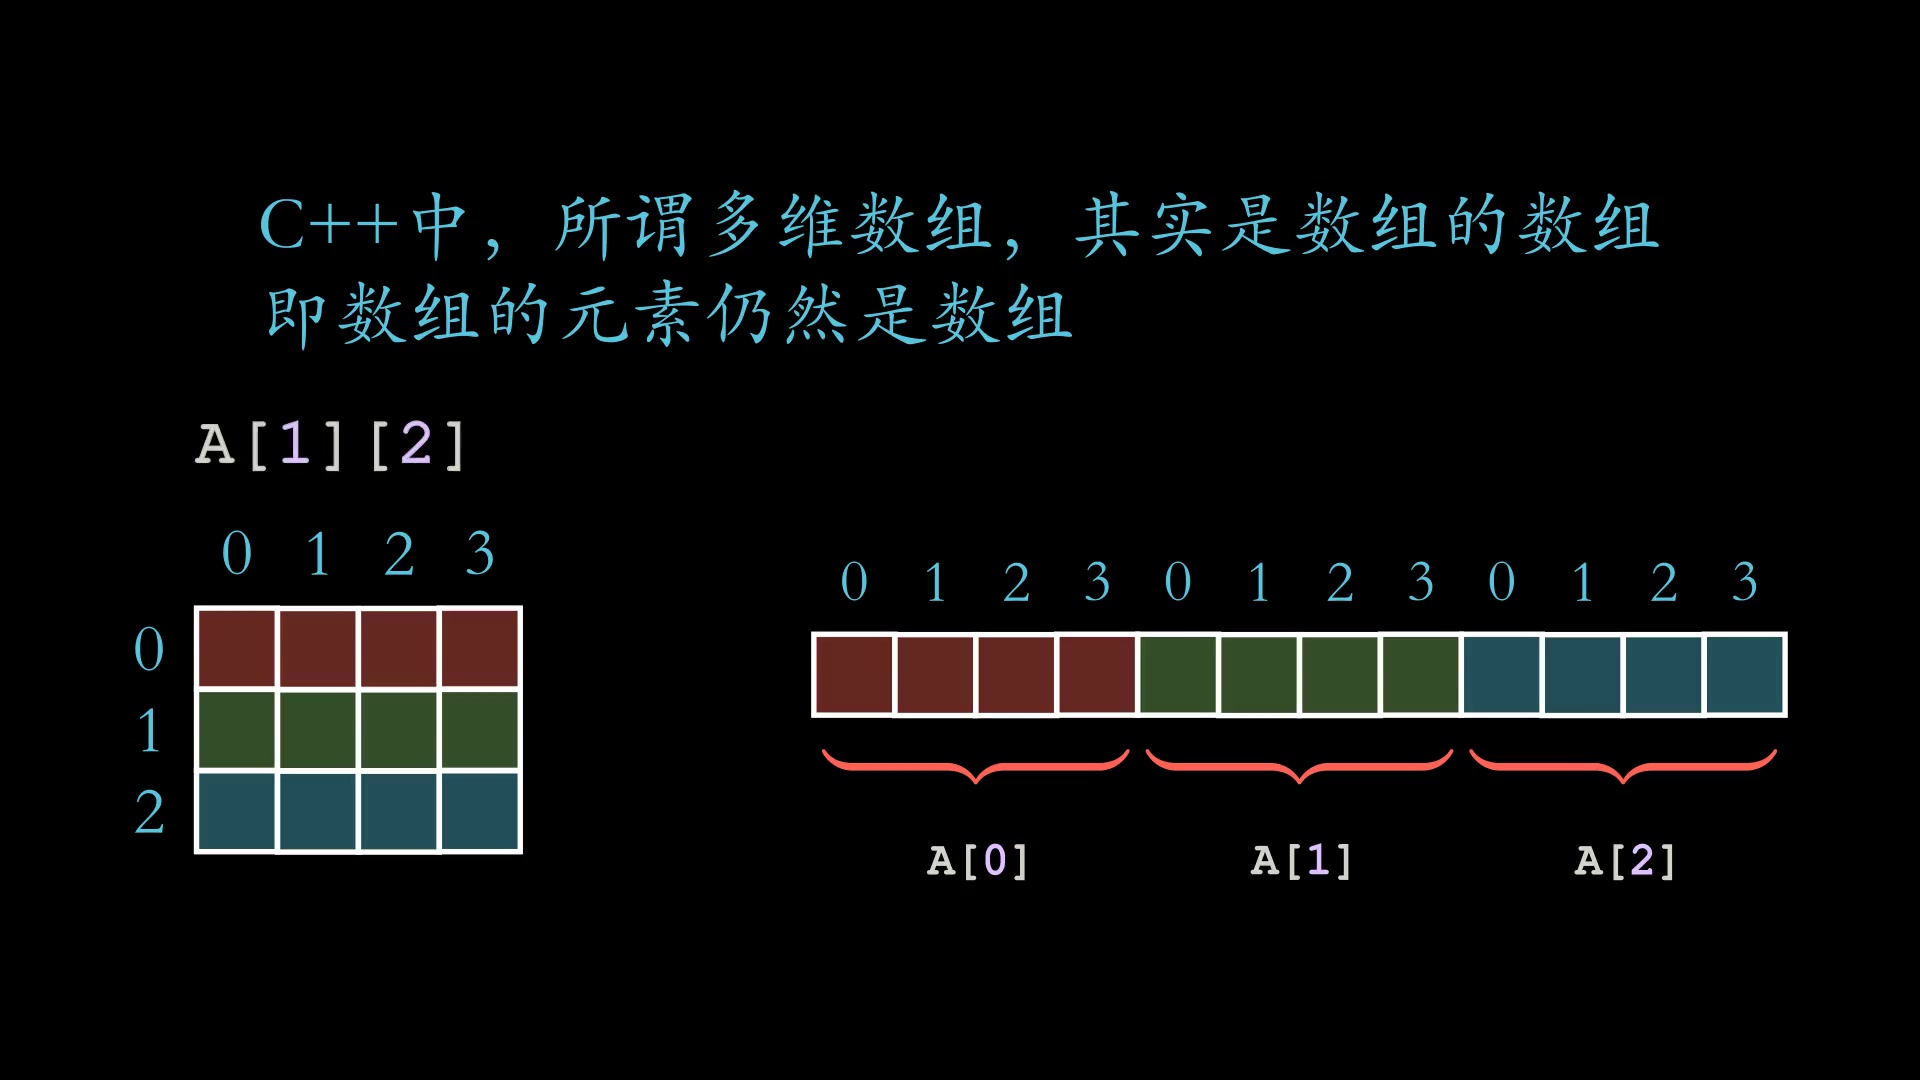 C++中，所谓多维数组，其实是数组的数组
即数组的元素仍然是数组
A[1][2]
0 1 2 3
0
1
2
0 1 2 3 0 1 2 3 0 1 2 3
A[0] A[1] A[2]